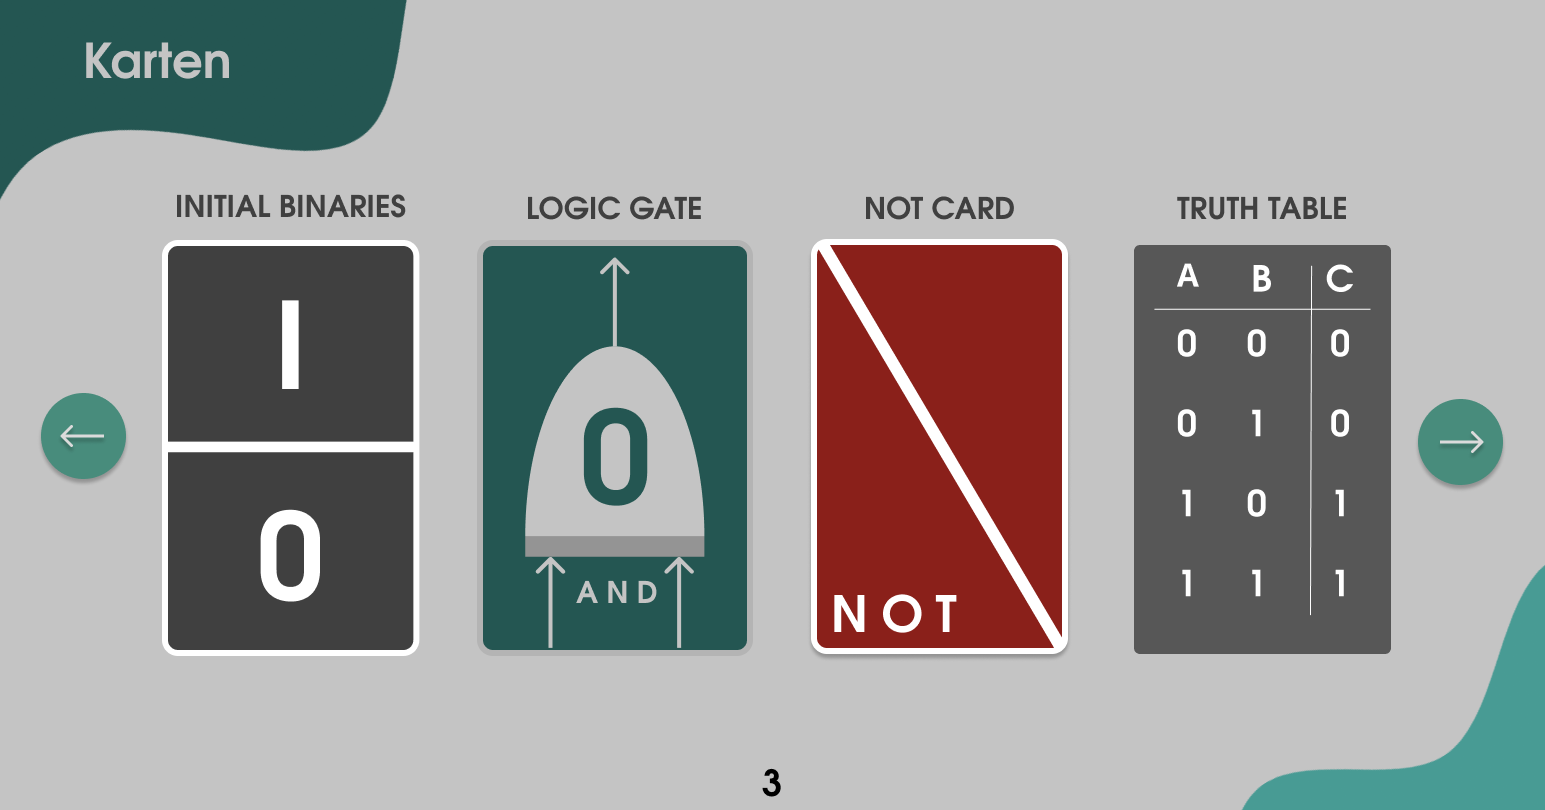 Karten
INITIAL BINARIES
LOGIC GATE
NOT CARD
TRUTH TABLE
1
0
0
AND
NOT
A B C
0 0 0
0 1 0
1 0 1
1 1 1
3